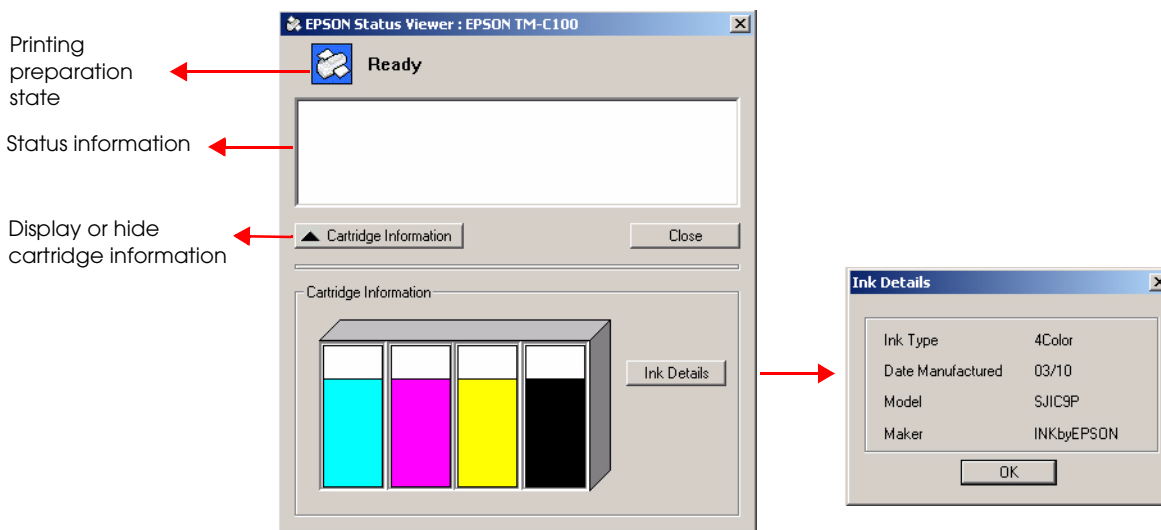 EPSON Status Viewer : EPSON TM-C100
Printing
preparation
state
Ready
Status information
Display or hide
cartridge information
Cartridge Information
Close
Cartridge Information
Ink Details
Ink Details
Ink Type 4Color
Date Manufactured 03/10
Model SJIC9P
Maker INKbyEPSON
OK